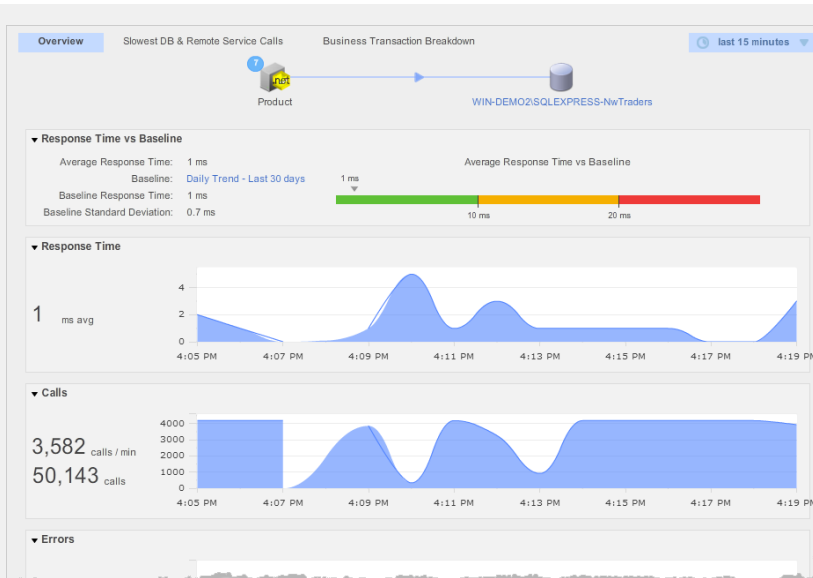 Overview Slowest DB & Remote Service Calls Business Transaction Breakdown last 15 minutes
7
.net
Product WIN-DEMO2\SQLEXPRESS-NwTraders
Response Time vs Baseline
Average Response Time: 1 ms Average Response Time vs Baseline
Baseline: Daily Trend - Last 30 days 1 ms
Baseline Response Time: 1 ms
Baseline Standard Deviation: 0.7 ms 10 ms 20 ms
Response Time
4
1 ms avg 2
0
4:05 PM 4:07 PM 4:09 PM 4:11 PM 4:13 PM 4:15 PM 4:17 PM 4:19 PM
Calls
4000
3,582 calls / min 3000
2000
50,143 calls 1000
0
4:05 PM 4:07 PM 4:09 PM 4:11 PM 4:13 PM 4:15 PM 4:17 PM 4:19 PM
Errors